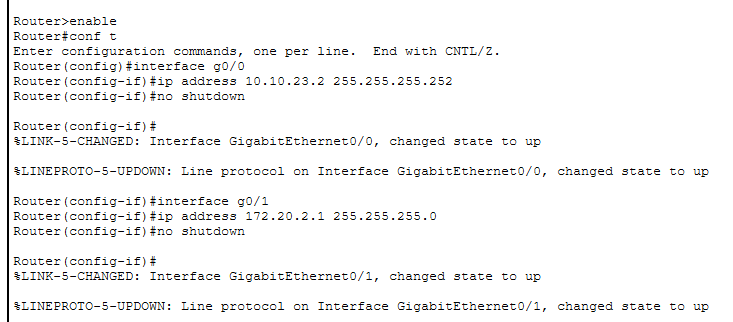 Router>enable
Router#conf t
Enter configuration commands, one per line.  End with CNTL/Z.
Router(config)#interface g0/0
Router(config-if)#ip address 10.10.23.2 255.255.255.252
Router(config-if)#no shutdown
Router(config-if)#
%LINK-5-CHANGED: Interface GigabitEthernet0/0, changed state to up
%LINEPROTO-5-UPDOWN: Line protocol on Interface GigabitEthernet0/0, changed state to up
Router(config-if)#interface g0/1
Router(config-if)#ip address 172.20.2.1 255.255.255.0
Router(config-if)#no shutdown
Router(config-if)#
%LINK-5-CHANGED: Interface GigabitEthernet0/1, changed state to up
%LINEPROTO-5-UPDOWN: Line protocol on Interface GigabitEthernet0/1, changed state to up